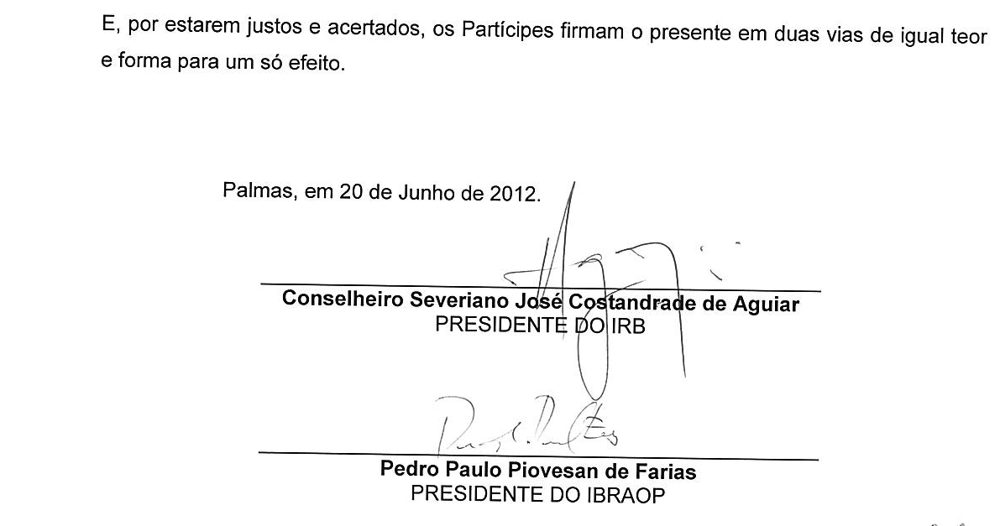 E, por estarem justos e acertados, os Partícipes firmam o presente em duas vias de igual teor
e forma para um só efeito.
Palmas, em 20 de Junho de 2012.
Conselheiro Severiano José Costandrade de Aguiar
PRESIDENTE DO IRB
Pedro Paulo Piovesan de Farias
PRESIDENTE DO IBRAOP